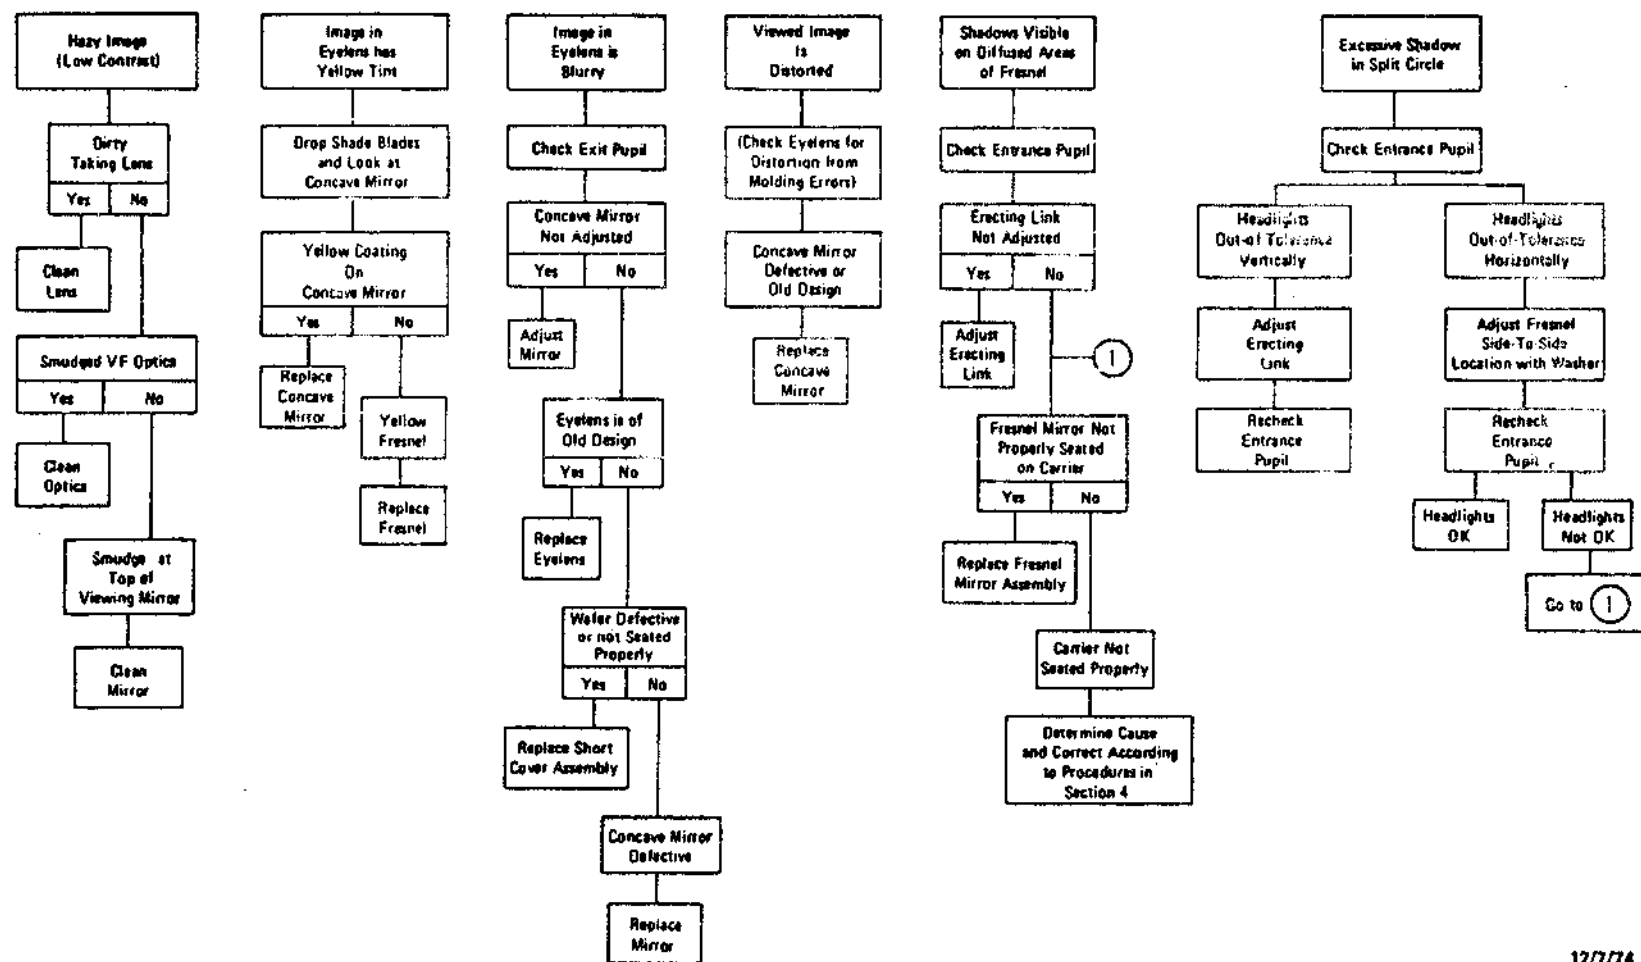 Hazy Image
(Low Contrast)
Dirty
Taking Lens
Yes No
Clean
Lens
Smudged VF Optics
Yes No
Clean
Optics
Smudge at
Top of
Viewing Mirror
Clean
Mirror
Image in
Eyelens has
Yellow Tint
Drop Shade Blades
and Look at
Concave Mirror
Yellow Coating
On
Concave Mirror
Yes No
Replace
Concave
Mirror
Yellow
Fresnel
Replace
Fresnel
Image in
Eyelens is
Blurry
Check Exit Pupil
Concave Mirror
Not Adjusted
Yes No
Adjust
Mirror
Eyelens is of
Old Design
Yes No
Replace
Eyelens
Wafer Defective
or not Seated
Properly
Yes No
Replace Short
Cover Assembly
Concave Mirror
Defective
Replace
Mirror
Viewed Image
Is
Distorted
(Check Eyelens for
Distortion from
Molding Errors)
Concave Mirror
Defective or
Old Design
Replace
Concave
Mirror
Shadows Visible
on Diffused Areas
of Fresnel
Check Entrance Pupil
Erecting Link
Not Adjusted
Yes No
Adjust
Erecting
Link
1
Fresnel Mirror Not
Properly Seated
on Carrier
Yes No
Replace Fresnel
Mirror Assembly
Carrier Not
Seated Properly
Determine Cause
and Correct According
to Procedures in
Section 4
Excessive Shadow
in Split Circle
Check Entrance Pupil
Headlights
Out-of Tolerance
Vertically
Adjust
Erecting
Link
Recheck
Entrance
Pupil
Headlights
Out-of-Tolerance
Horizontally
Adjust Fresnel
Side-To-Side
Location with Washer
Recheck
Entrance
Pupil
Headlights
OK
Headlights
Not OK
Go to 1
12/7/74